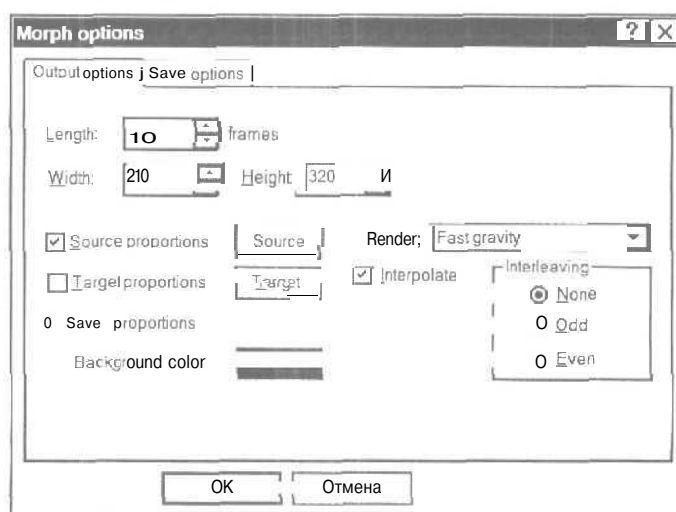 Morph options
Output options j Save options |
Length: 10 frames
Width: 210 Height 320 И
Source proportions Source Render; Fast gravity
Target proportions Target Interpolate Interleaving
None
0 Save proportions O Odd
Background color O Even
OK Отмена